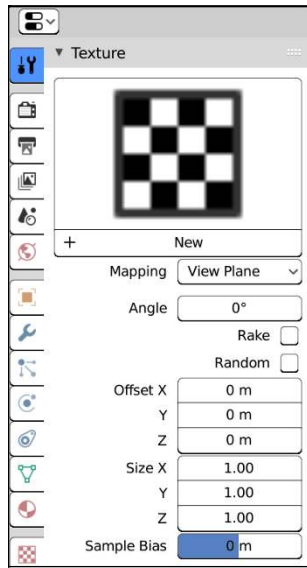 Texture
+ New
Mapping View Plane
Angle 0°
Rake
Random
Offset X 0 m
Y 0 m
Z 0 m
Size X 1.00
Y 1.00
Z 1.00
Sample Bias 0 m